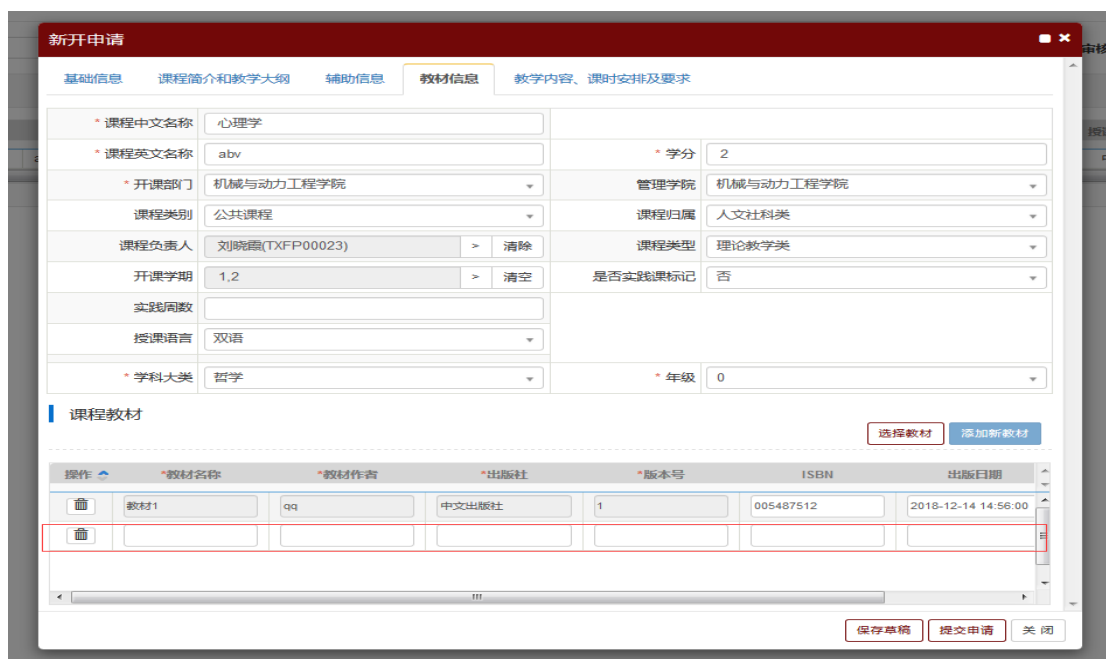 新开申请
审核
基础信息 课程简介和教学大纲 辅助信息 教材信息 教学内容、课时安排及要求
* 课程中文名称 心理学
* 课程英文名称 abv * 学分 2
* 开课部门 机械与动力工程学院 管理学院 机械与动力工程学院
课程类别 公共课程 课程归属 人文社科类
课程负责人 刘晓霞(TXFP00023) > 清除 课程类型 理论教学类
开课学期 1,2 > 清空 是否实践课标记 否
实践周数
授课语言 双语
* 学科大类 哲学 * 年级 0
课程教材
选择教材 添加新教材
操作 *教材名称 *教材作者 *出版社 *版本号 ISBN 出版日期
教材1 qq 中文出版社 1 005487512 2018-12-14 14:56:00
保存草稿 提交申请 关闭